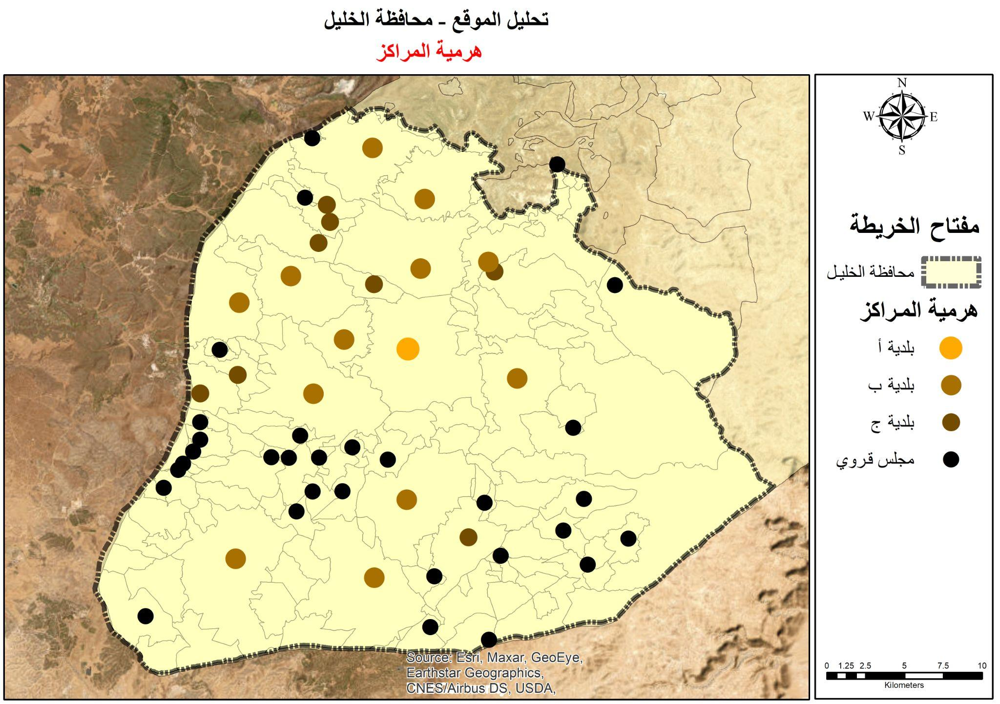 تحليل الموقع - محافظة الخليل
هرمية المراكز
N
W
E
S
مفتاح الخريطة
محافظة الخليل
هرمية المراكز
بلدية أ
بلدية ب
بلدية ج
مجلس قروي
0 1.25 2.5 5 7.5 10
Kilometers
Source: Esri, Maxar, GeoEye,
Earthstar Geographics,
CNES/Airbus DS, USDA,